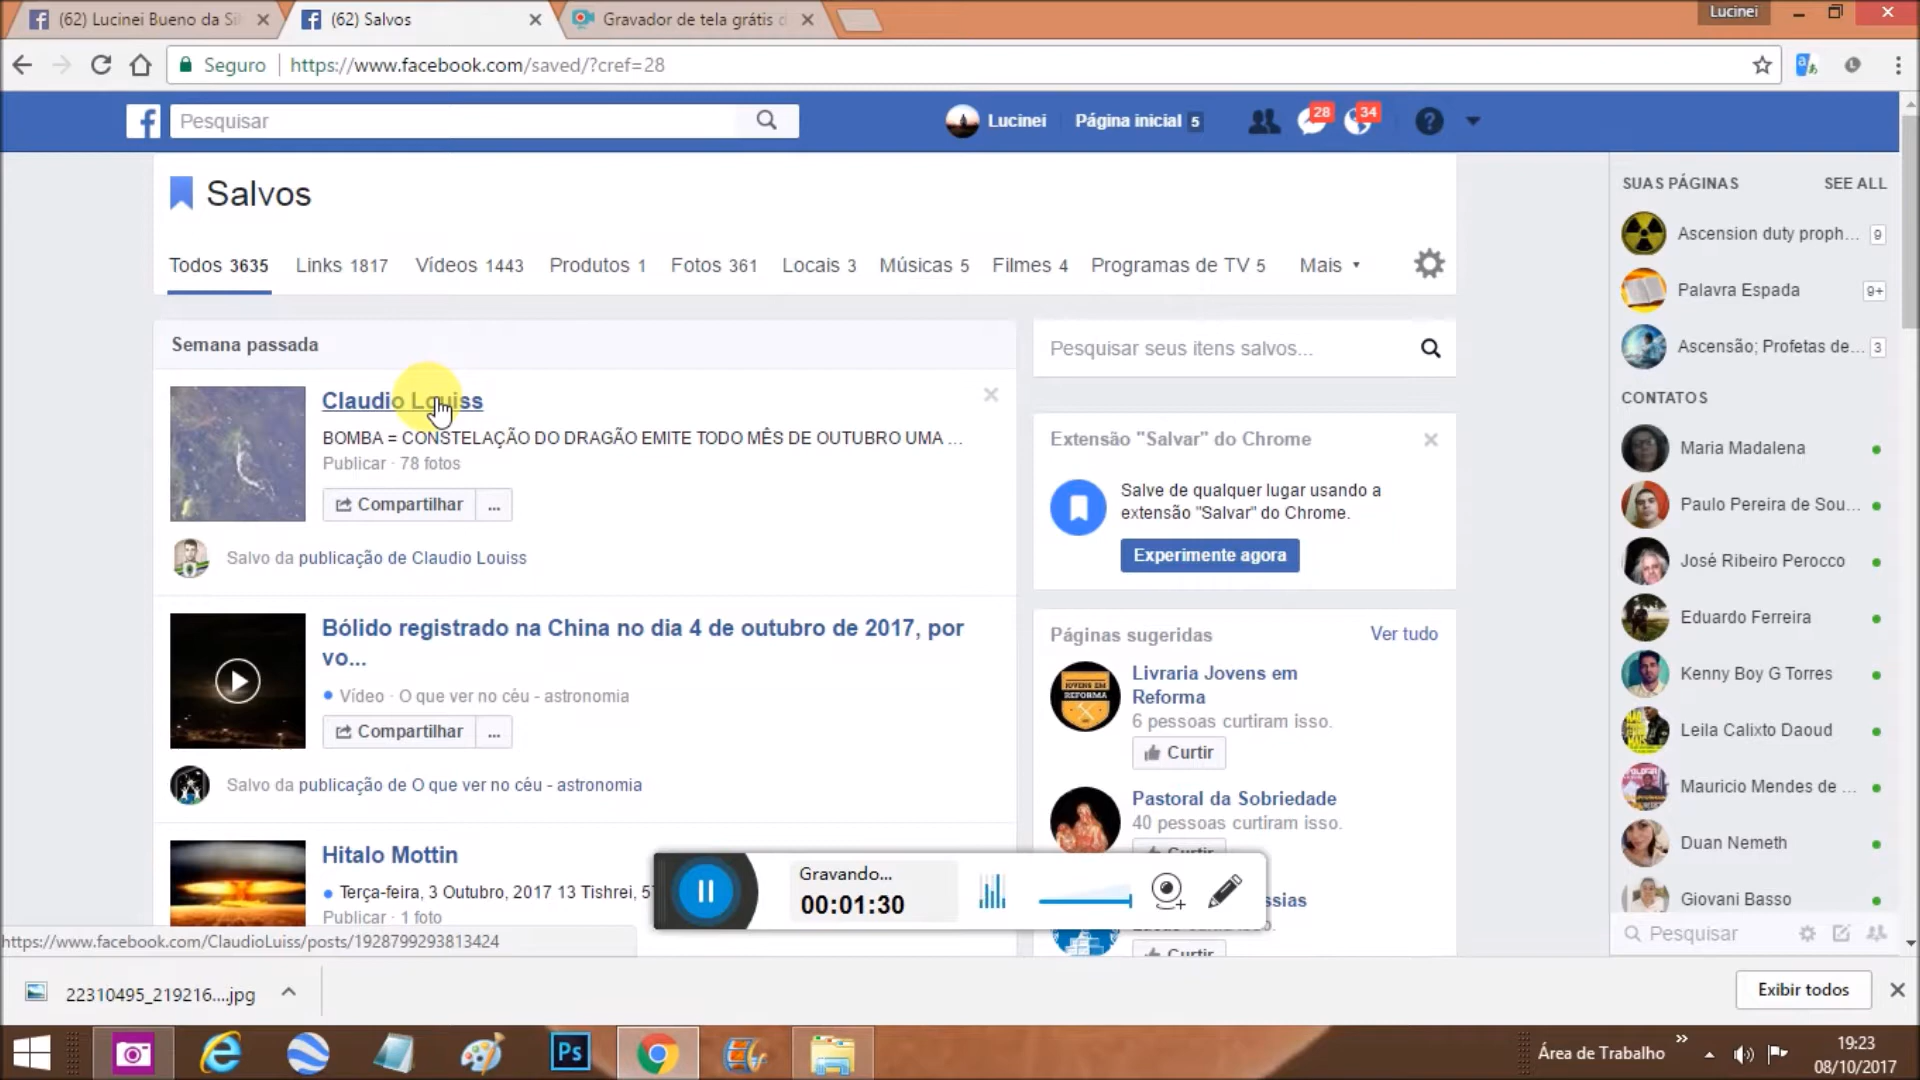 (62) Lucinei Bueno da Sil
(62) Salvos
Gravador de tela grátis d
Lucinei
Seguro
https://www.facebook.com/saved/?cref=28
Pesquisar
Lucinei
Página inicial 5
28
34
Salvos
Todos 3635
Links 1817
Vídeos 1443
Produtos 1
Fotos 361
Locais 3
Músicas 5
Filmes 4
Programas de TV 5
Mais
Semana passada
Claudio Louiss
BOMBA = CONSTELAÇÃO DO DRAGÃO EMITE TODO MÊS DE OUTUBRO UMA ...
Publicar · 78 fotos
Compartilhar
...
Salvo da publicação de Claudio Louiss
Bólido registrado na China no dia 4 de outubro de 2017, por
vo...
Vídeo · O que ver no céu - astronomia
Compartilhar
...
Salvo da publicação de O que ver no céu - astronomia
Hitalo Mottin
Terça-feira, 3 Outubro, 2017 13 Tishrei, 5
Publicar · 1 foto
https://www.facebook.com/ClaudioLuiss/posts/1928799293813424
Pesquisar seus itens salvos...
Extensão "Salvar" do Chrome
Salve de qualquer lugar usando a
extensão "Salvar" do Chrome.
Experimente agora
Páginas sugeridas
Ver tudo
Livraria Jovens em
Reforma
6 pessoas curtiram isso.
Curtir
Pastoral da Sobriedade
40 pessoas curtiram isso.
Curtir
ssias
Curtir
Gravando...
00:01:30
SUAS PÁGINAS
SEE ALL
Ascension duty proph... 9
Palavra Espada 9+
Ascensão; Profetas de... 3
CONTATOS
Maria Madalena
Paulo Pereira de Sou...
José Ribeiro Perocco
Eduardo Ferreira
Kenny Boy G Torres
Leila Calixto Daoud
Mauricio Mendes de ...
Duan Nemeth
Giovani Basso
Pesquisar
22310495_219216....jpg
Exibir todos
Ps
Área de Trabalho
19:23
08/10/2017